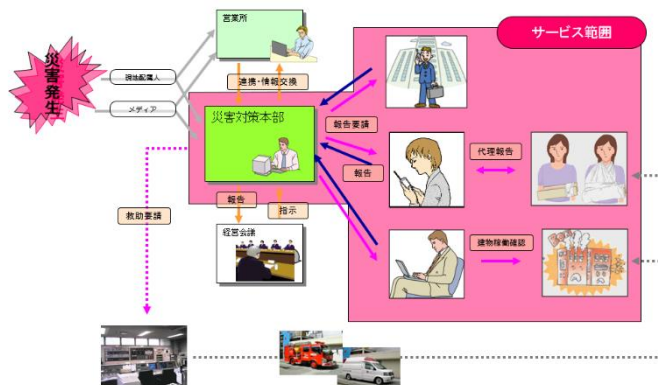 営業所
サービス範囲
災害発生
現地配属人
メディア
連携・情報交換
災害対策本部
報告要請
報告
代理報告
救助要請
報告
指示
経営会議
建物稼働確認